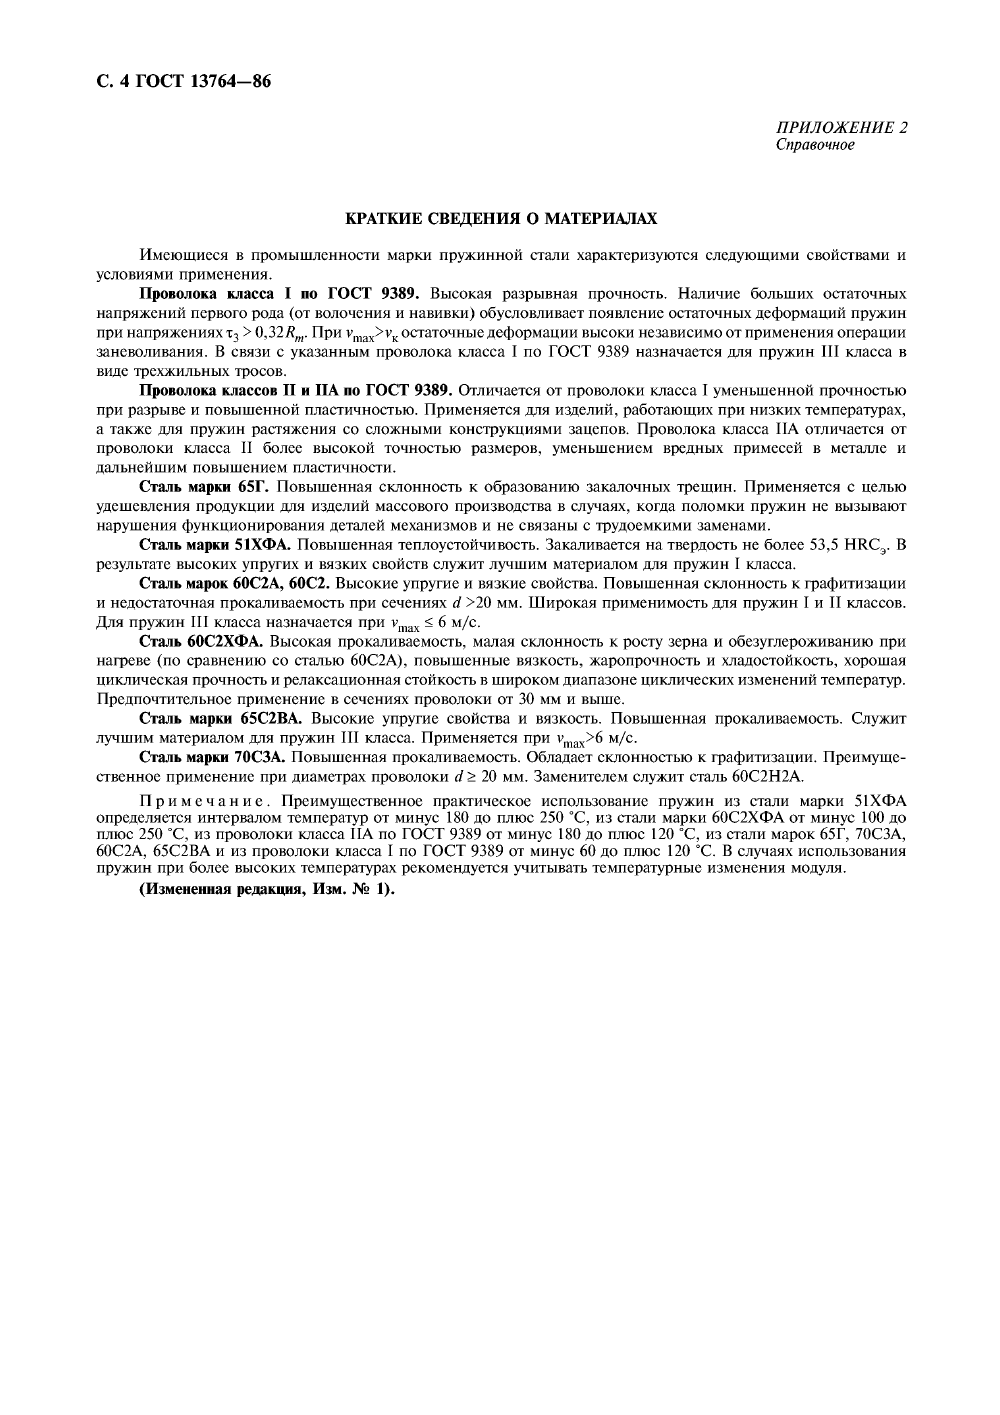 С. 4 ГОСТ 13764—86
ПРИЛОЖЕНИЕ 2
Справочное
КРАТКИЕ СВЕДЕНИЯ О МАТЕРИАЛАХ
Имеющиеся в промышленности марки пружинной стали характеризуются следующими свойствами и
условиями применения.
Проволока класса I по ГОСТ 9389. Высокая разрывная прочность. Наличие больших остаточных
напряжений первого рода (от волочения и навивки) обусловливает появление остаточных деформаций пружин
при напряжениях τ₃ > 0,32Rₘ. При vmax>vк остаточные деформации высоки независимо от применения операции
заневоливания. В связи с указанным проволока класса I по ГОСТ 9389 назначается для пружин III класса в
виде трехжильных тросов.
Проволока классов II и IIА по ГОСТ 9389. Отличается от проволоки класса I уменьшенной прочностью
при разрыве и повышенной пластичностью. Применяется для изделий, работающих при низких температурах,
а также для пружин растяжения со сложными конструкциями зацепов. Проволока класса IIА отличается от
проволоки класса II более высокой точностью размеров, уменьшением вредных примесей в металле и
дальнейшим повышением пластичности.
Сталь марки 65Г. Повышенная склонность к образованию закалочных трещин. Применяется с целью
удешевления продукции для изделий массового производства в случаях, когда поломки пружин не вызывают
нарушения функционирования деталей механизмов и не связаны с трудоемкими заменами.
Сталь марки 51ХФА. Повышенная теплоустойчивость. Закаливается на твердость не более 53,5 HRCэ. В
результате высоких упругих и вязких свойств служит лучшим материалом для пружин I класса.
Сталь марок 60С2А, 60С2. Высокие упругие и вязкие свойства. Повышенная склонность к графитизации
и недостаточная прокаливаемость при сечениях d >20 мм. Широкая применимость для пружин I и II классов.
Для пружин III класса назначается при vmax ≤ 6 м/с.
Сталь 60С2ХФА. Высокая прокаливаемость, малая склонность к росту зерна и обезуглероживанию при
нагреве (по сравнению со сталью 60С2А), повышенные вязкость, жаропрочность и хладостойкость, хорошая
циклическая прочность и релаксационная стойкость в широком диапазоне циклических изменений температур.
Предпочтительное применение в сечениях проволоки от 30 мм и выше.
Сталь марки 65С2ВА. Высокие упругие свойства и вязкость. Повышенная прокаливаемость. Служит
лучшим материалом для пружин III класса. Применяется при vmax>6 м/с.
Сталь марки 70С3А. Повышенная прокаливаемость. Обладает склонностью к графитизации. Преимуще-
ственное применение при диаметрах проволоки d ≥ 20 мм. Заменителем служит сталь 60С2Н2А.
Примечание. Преимущественное практическое использование пружин из стали марки 51ХФА
определяется интервалом температур от минус 180 до плюс 250 °С, из стали марки 60С2ХФА от минус 100 до
плюс 250 °С, из проволоки класса IIА по ГОСТ 9389 от минус 180 до плюс 120 °С, из стали марок 65Г, 70С3А,
60С2А, 65С2ВА и из проволоки класса I по ГОСТ 9389 от минус 60 до плюс 120 °С. В случаях использования
пружин при более высоких температурах рекомендуется учитывать температурные изменения модуля.
(Измененная редакция, Изм. № 1).